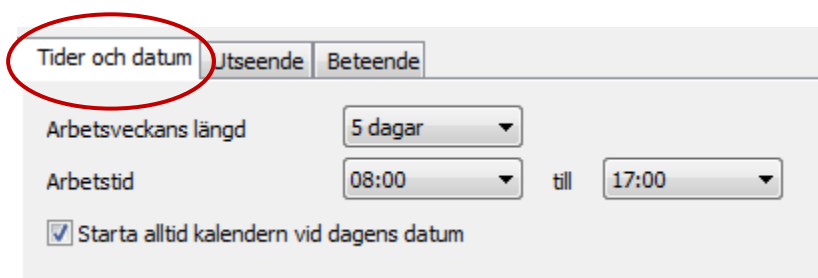 Tider och datum Utseende Beteende
Arbetsveckans längd 5 dagar
Arbetstid 08:00 till 17:00
Starta alltid kalendern vid dagens datum